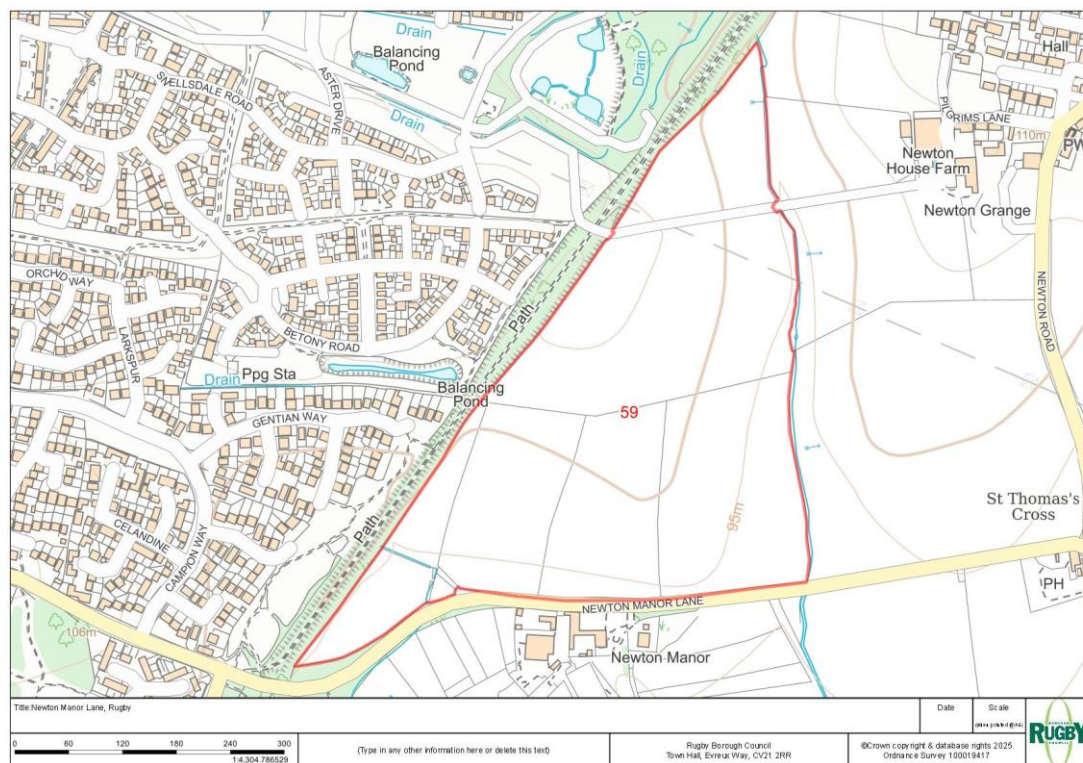 Drain
Balancing
Pond
SNELLSDALE ROAD
ASTER DRIVE
Drain
Drain
Hall
PILG
RIMS LANE
110m
PW
Newton
House Farm
Newton Grange
NEWTON ROAD
ORCHID WAY
LARKSPUR
BETONY ROAD
Path
Drain
Ppg Sta
Balancing
Pond
GENTIAN WAY
59
CELANDINE
CAMPION WAY
Path
95m
St Thomas's
Cross
PH
106m
NEWTON MANOR LANE
Newton Manor
Title:Newton Manor Lane, Rugby
Date
Scale
0 60 120 180 240 300
1:4,304.786529
(Type in any other information here or delete this text)
Rugby Borough Council
Town Hall, Evreux Way, CV21 2RR
©Crown copyright & database rights 2025
Ordnance Survey 100019417
RUGBY